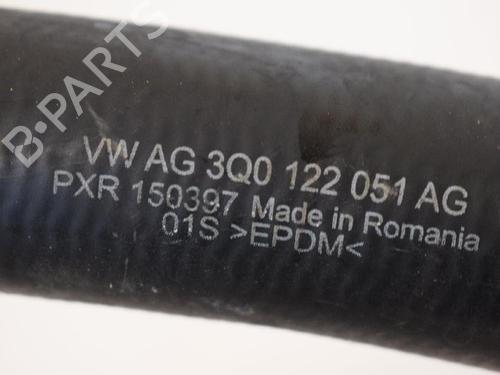 B-PARTS
VW AG 3Q0 122 051 AG
PXR 150397 Made in Romania
01S >EPDM<